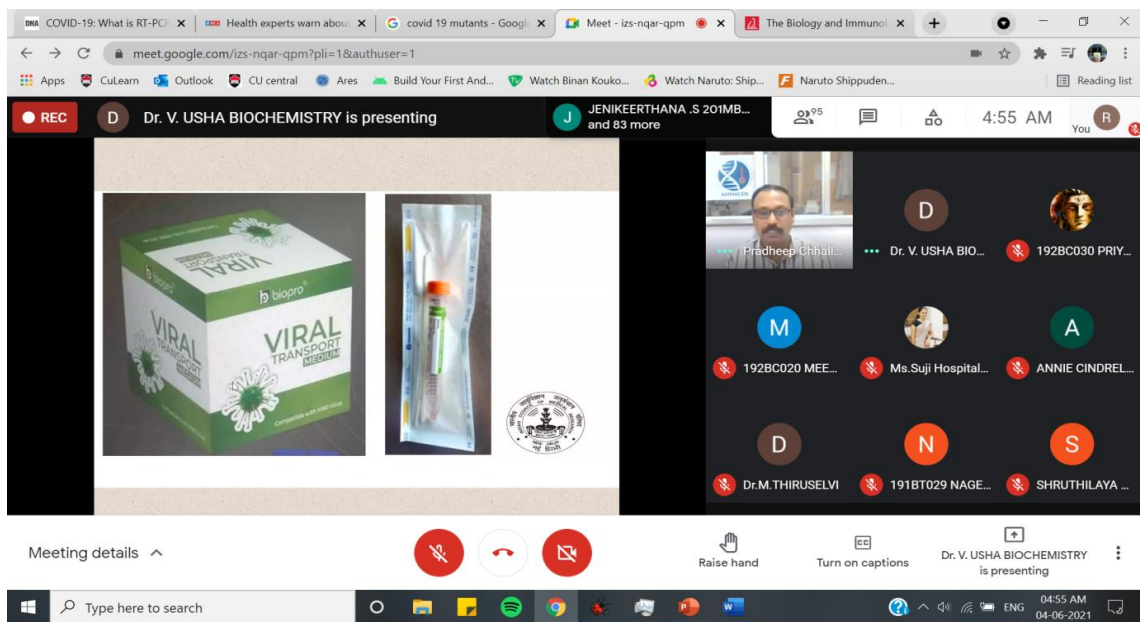 COVID-19: What is RT-PCR
Health experts warn about
covid 19 mutants - Googl
Meet - izs-nqar-qpm
The Biology and Immunol
meet.google.com/izs-nqar-qpm?pli=1&authuser=1
Apps CuLearn Outlook CU central Ares Build Your First And... Watch Binan Kouko... Watch Naruto: Ship... Naruto Shippuden... Reading list
REC
D Dr. V. USHA BIOCHEMISTRY is presenting
J JENIKEERTHANA .S 201MB...
and 83 more
95
4:55 AM
You R
biopro
biopro
VIRAL
TRANSPORT
VIRAL
TRANSPORT
MEDIUM
VIRAL
TRANSPORT
MEDIUM
Pradheep Chhall...
D
Dr. V. USHA BIO...
192BC030 PRIY...
M
192BC020 MEE...
Ms.Suji Hospital...
A
ANNIE CINDREL...
D
Dr.M.THIRUSELVI
N
191BT029 NAGE...
S
SHRUTHILAYA ...
Meeting details
Raise hand
CC
Turn on captions
Dr. V. USHA BIOCHEMISTRY
is presenting
Type here to search
ENG
04:55 AM
04-06-2021